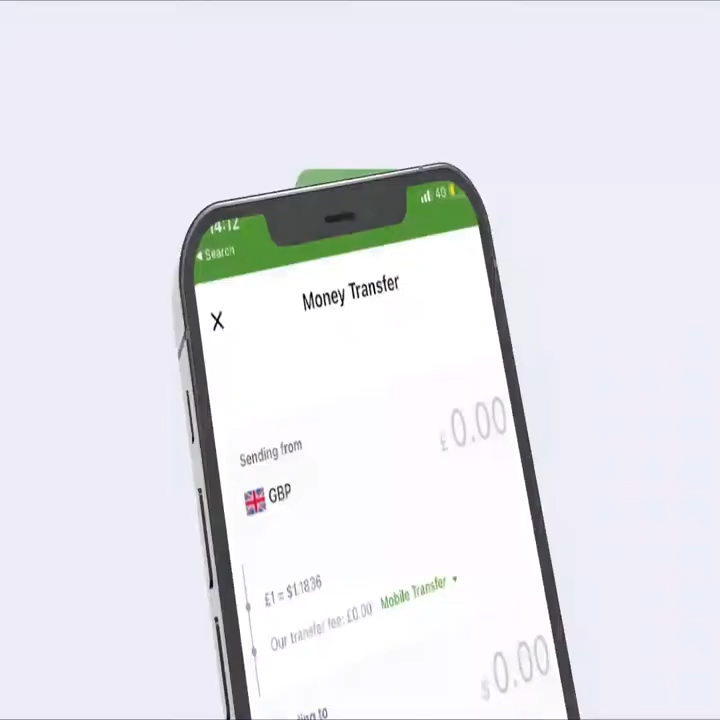 14:12
4G
Search
Money Transfer
£ 0.00
Sending from
GBP
£1 = $1.1836
Our transfer fee: £0.00 Mobile Transfer
$ 0.00
to